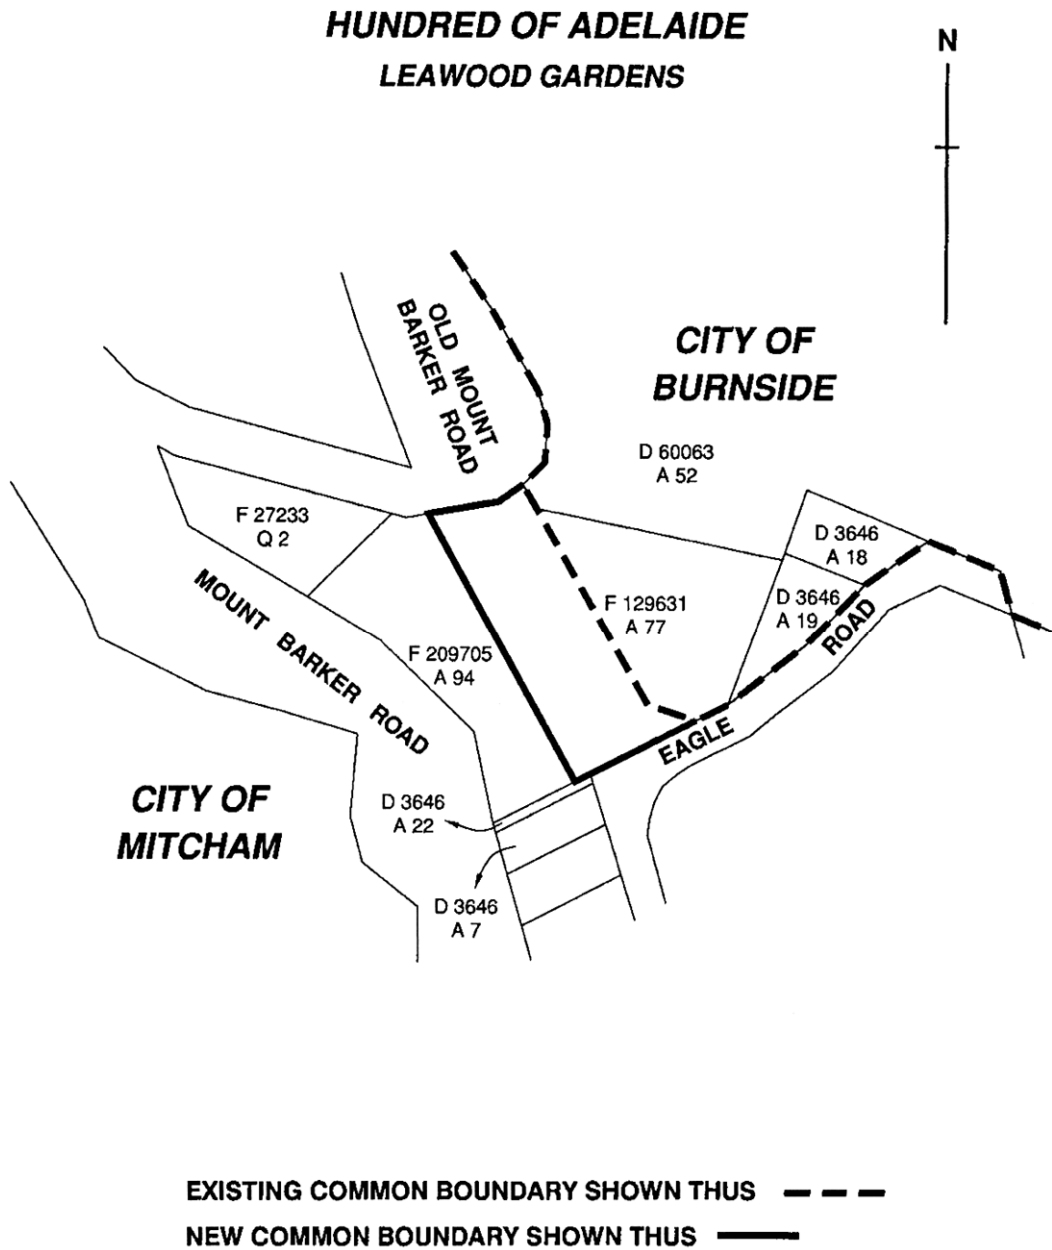 HUNDRED OF ADELAIDE
LEAWOOD GARDENS
N
OLD MOUNT
BARKER ROAD
CITY OF
BURNSIDE
D 60063
A 52
F 27233
Q 2
D 3646
A 18
MOUNT BARKER ROAD
F 129631
A 77
D 3646
A 19
F 209705
A 94
EAGLE ROAD
CITY OF
MITCHAM
D 3646
A 22
D 3646
A 7
EXISTING COMMON BOUNDARY SHOWN THUS
NEW COMMON BOUNDARY SHOWN THUS